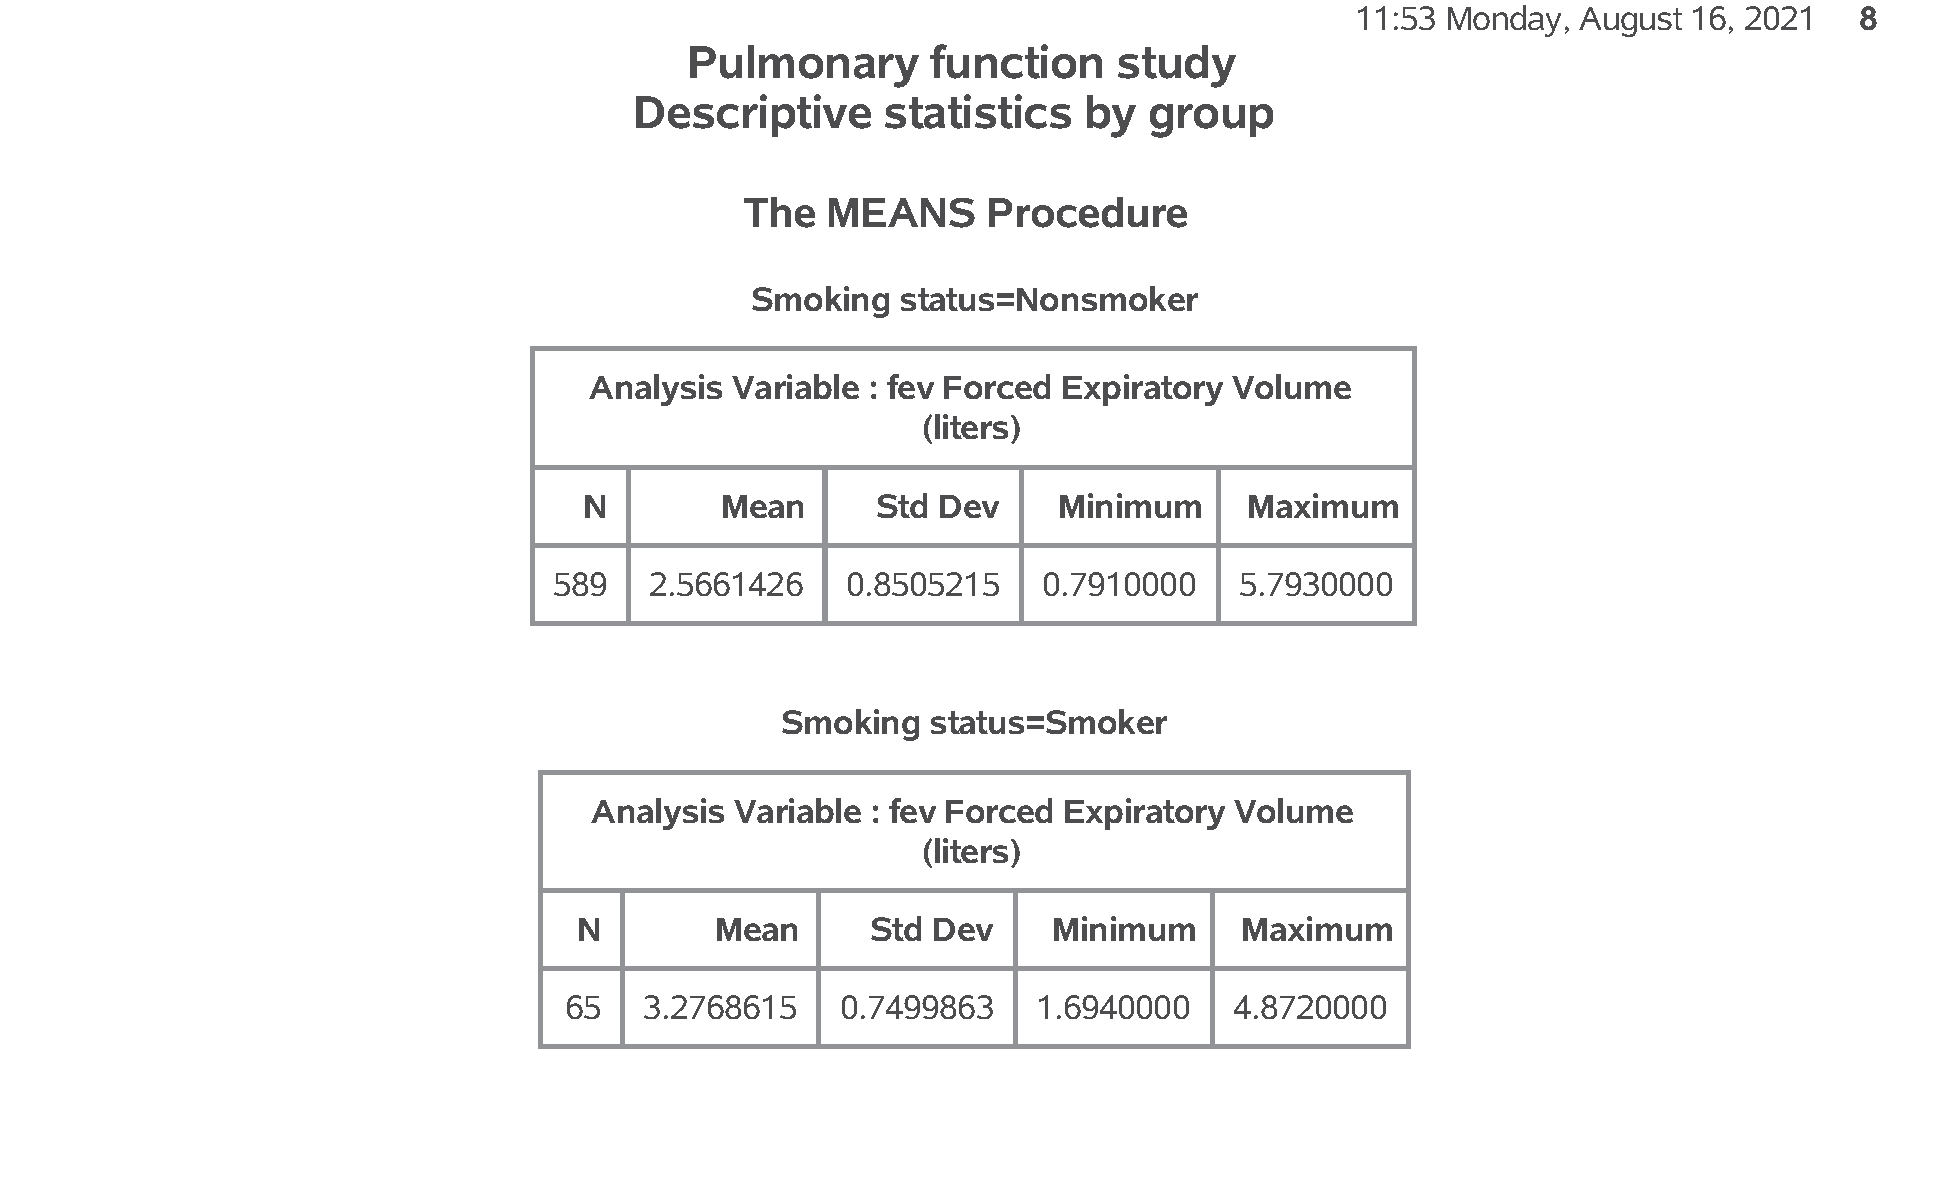 11:53 Monday, August 16, 2021 8
Pulmonary function study
Descriptive statistics by group
The MEANS Procedure
Smoking status=Nonsmoker
Analysis Variable : fev Forced Expiratory Volume
(liters)
N Mean Std Dev Minimum Maximum
589 2.5661426 0.8505215 0.7910000 5.7930000
Smoking status=Smoker
Analysis Variable : fev Forced Expiratory Volume
(liters)
N Mean Std Dev Minimum Maximum
65 3.2768615 0.7499863 1.6940000 4.8720000